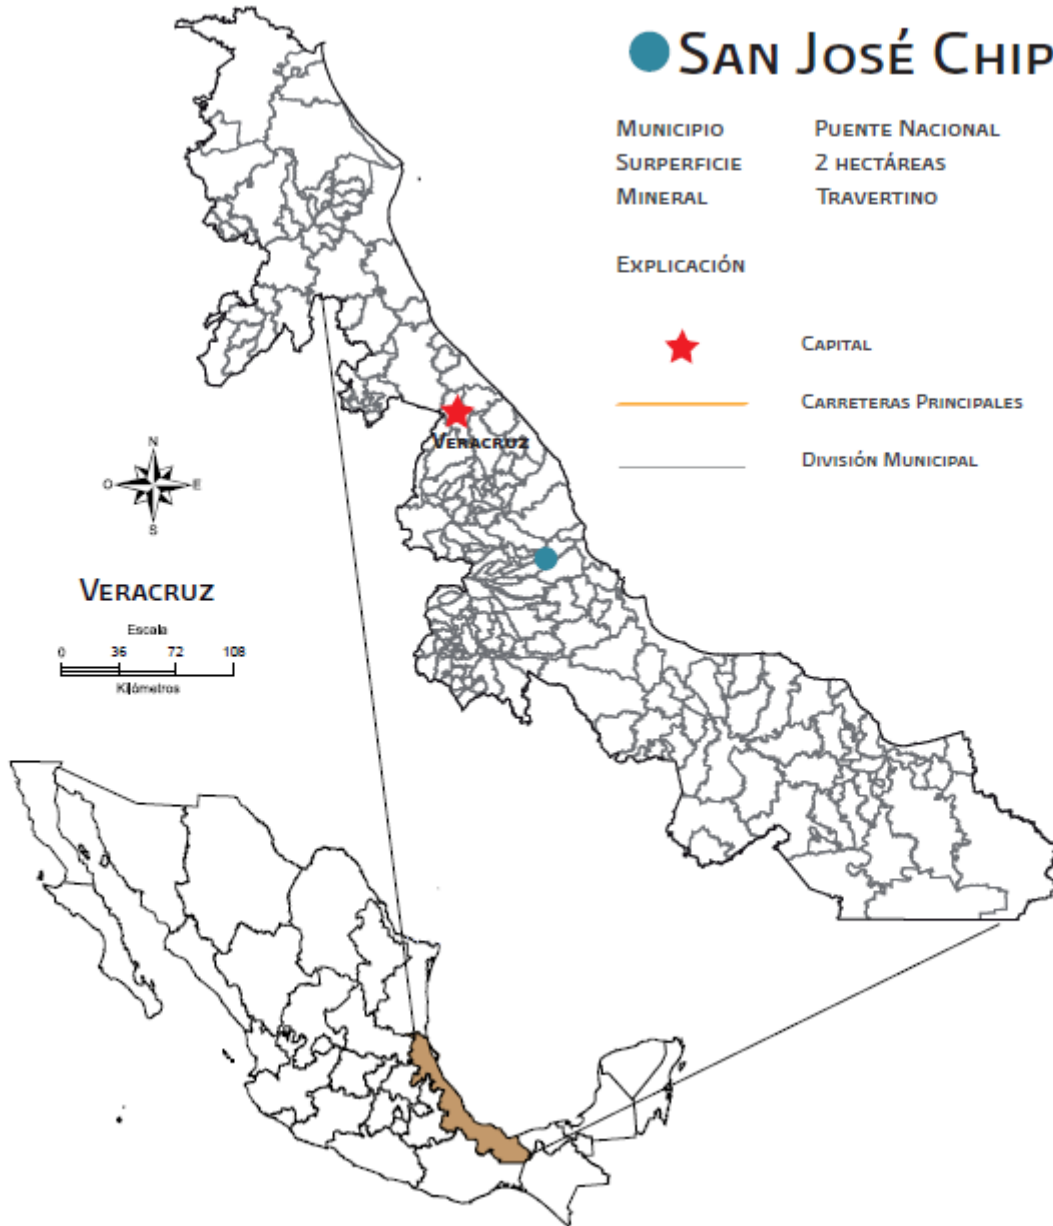 SAN JOSÉ CHIP
MUNICIPIO PUENTE NACIONAL
SURPERFICIE 2 HECTÁREAS
MINERAL TRAVERTINO
EXPLICACIÓN
CAPITAL
CARRETERAS PRINCIPALES
DIVISIÓN MUNICIPAL
VERACRUZ
N
O E
S
VERACRUZ
Escala
0 36 72 108
Kilómetros